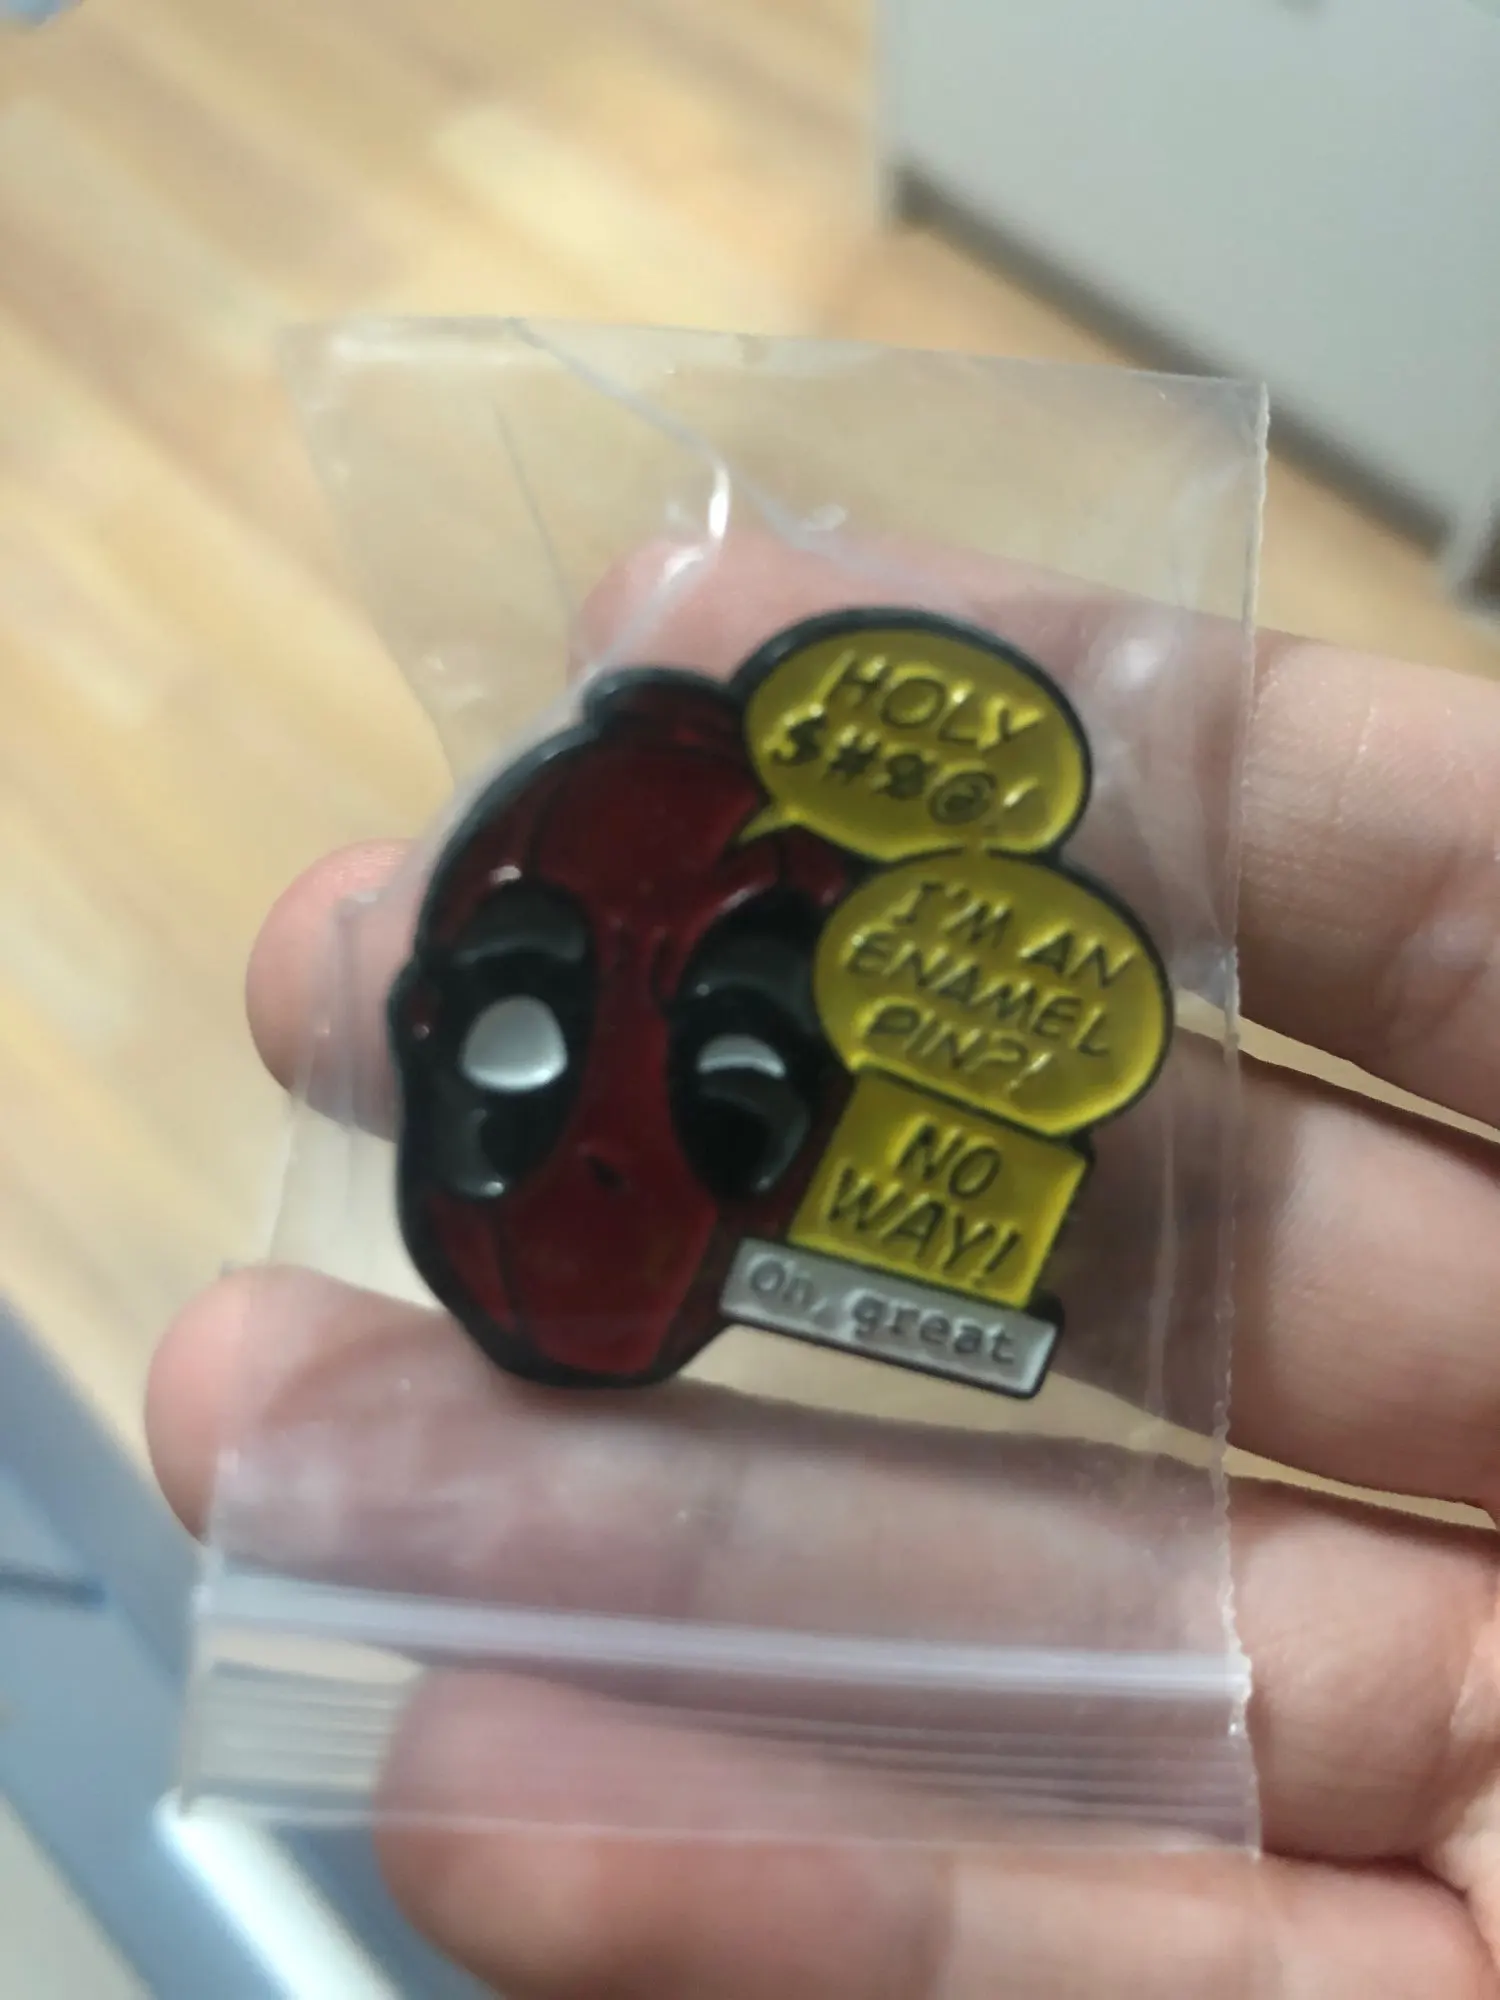 HOLY
$#%@!
I'M AN
ENAMEL
PIN?!
NO
WAY!
Oh, great